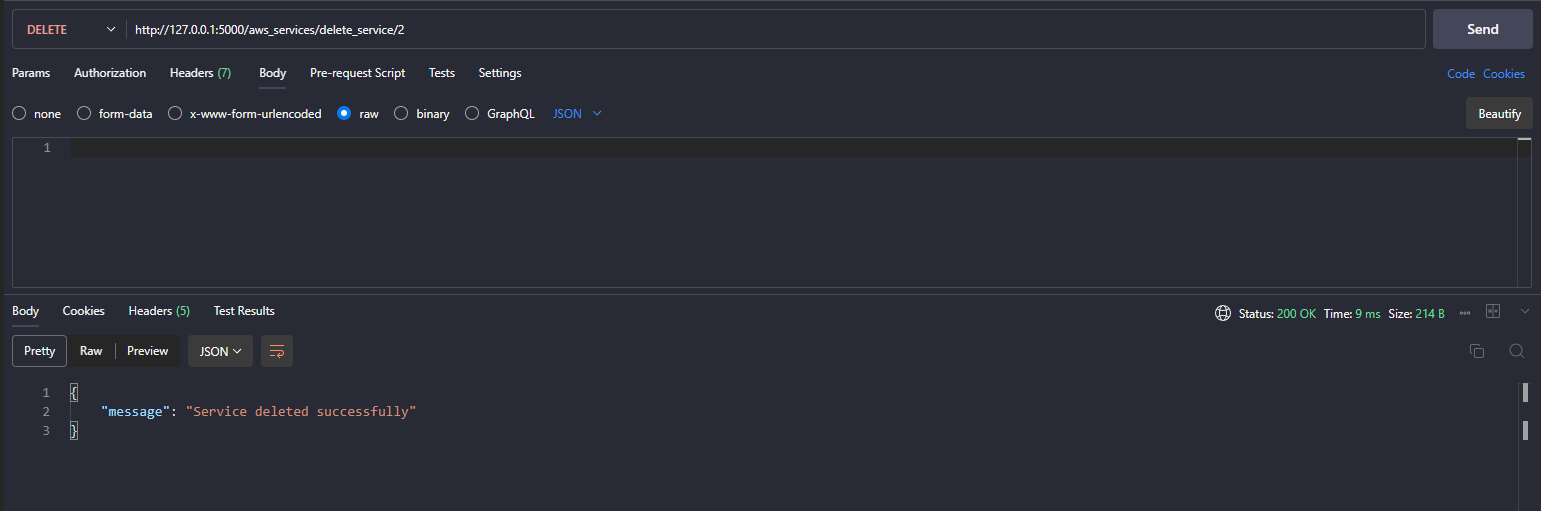 DELETE http://127.0.0.1:5000/aws_services/delete_service/2 Send
Params Authorization Headers (7) Body Pre-request Script Tests Settings Code Cookies
none form-data x-www-form-urlencoded raw binary GraphQL JSON Beautify
1
Body Cookies Headers (5) Test Results Status: 200 OK Time: 9 ms Size: 214 B
Pretty Raw Preview JSON
1 {
2 "message": "Service deleted successfully"
3 }